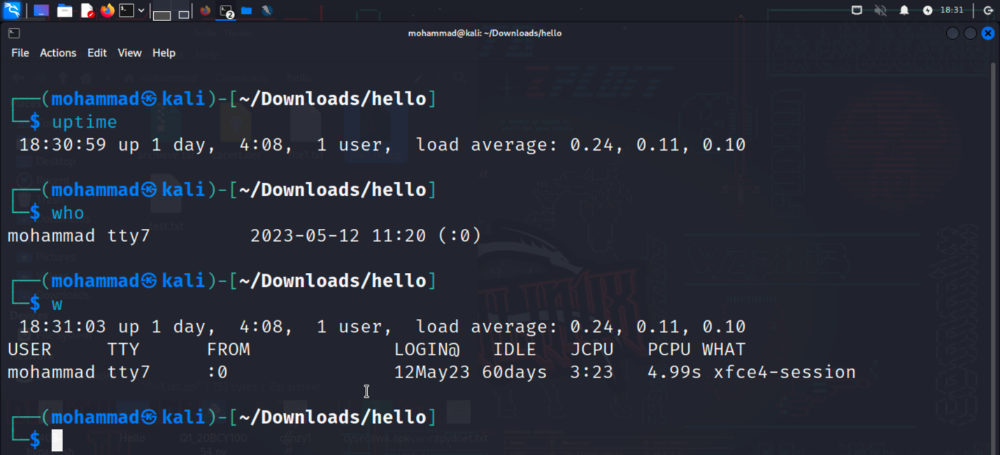 18:31
mohammad@kali: ~/Downloads/hello
File Actions Edit View Help
┌──(mohammad㉿kali)-[~/Downloads/hello]
└─$ uptime
18:30:59 up 1 day, 4:08, 1 user, load average: 0.24, 0.11, 0.10
┌──(mohammad㉿kali)-[~/Downloads/hello]
└─$ who
mohammad tty7 2023-05-12 11:20 (:0)
┌──(mohammad㉿kali)-[~/Downloads/hello]
└─$ w
18:31:03 up 1 day, 4:08, 1 user, load average: 0.24, 0.11, 0.10
USER TTY FROM LOGIN@ IDLE JCPU PCPU WHAT
mohammad tty7 :0 12May23 60days 3:23 4.99s xfce4-session
┌──(mohammad㉿kali)-[~/Downloads/hello]
└─$